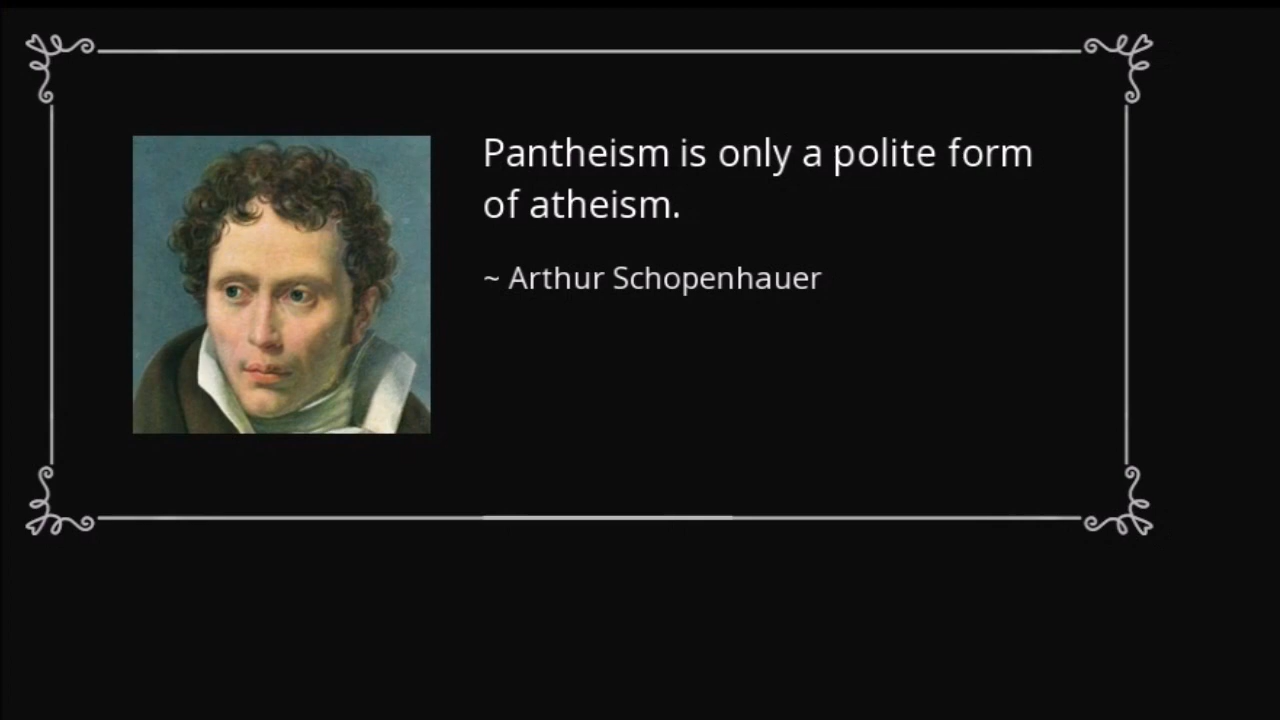 Pantheism is only a polite form
of atheism.
~ Arthur Schopenhauer